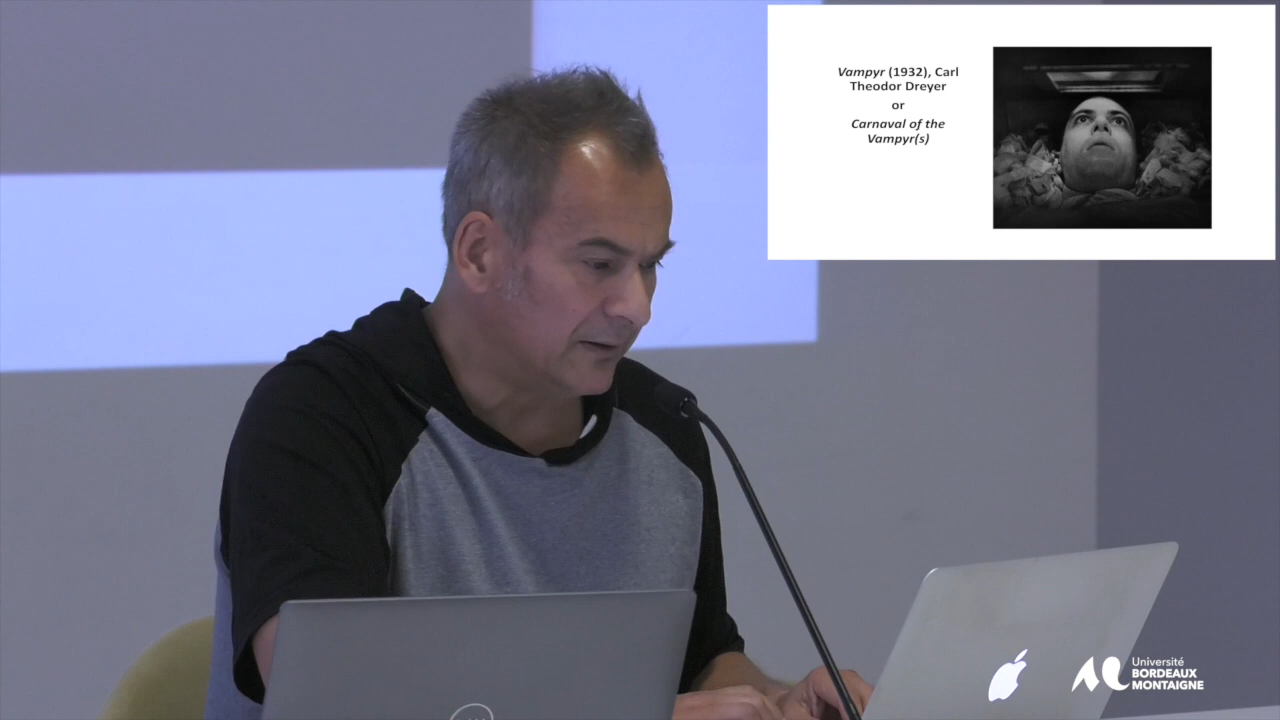 Vampyr (1932), Carl
Theodor Dreyer
or
Carnaval of the
Vampyr(s)
Université
BORDEAUX
MONTAIGNE